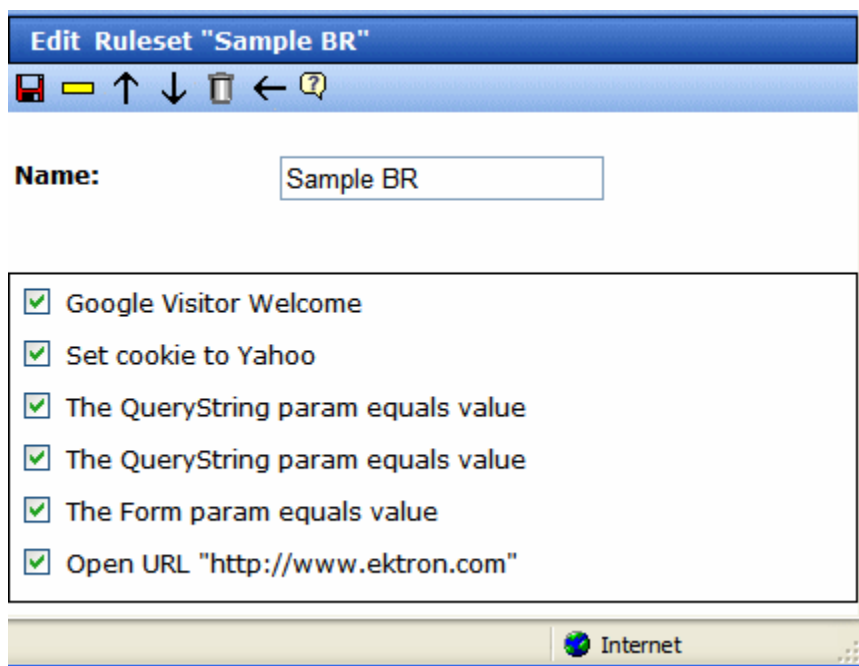 Edit Ruleset "Sample BR"
Name:
Sample BR
Google Visitor Welcome
Set cookie to Yahoo
The QueryString param equals value
The QueryString param equals value
The Form param equals value
Open URL "http://www.ektron.com"
Internet